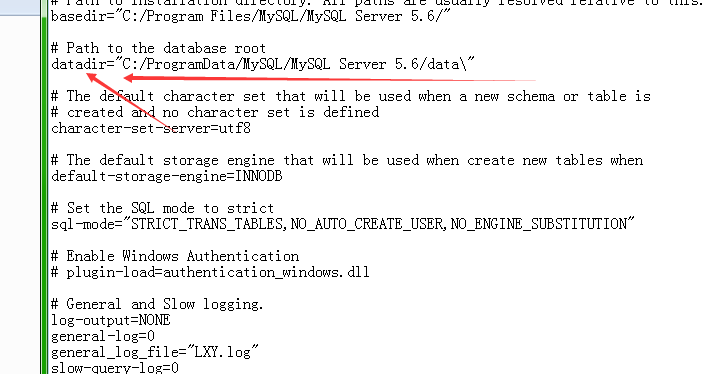 # Path to installation directory. All paths are usually resolved relative to this.
basedir="C:/Program Files/MySQL/MySQL Server 5.6/"
# Path to the database root
datadir="C:/ProgramData/MySQL/MySQL Server 5.6/data\"
# The default character set that will be used when a new schema or table is
# created and no character set is defined
character-set-server=utf8
# The default storage engine that will be used when create new tables when
default-storage-engine=INNODB
# Set the SQL mode to strict
sql-mode="STRICT_TRANS_TABLES,NO_AUTO_CREATE_USER,NO_ENGINE_SUBSTITUTION"
# Enable Windows Authentication
# plugin-load=authentication_windows.dll
# General and Slow logging.
log-output=NONE
general-log=0
general_log_file="LXY.log"
slow-query-log=0